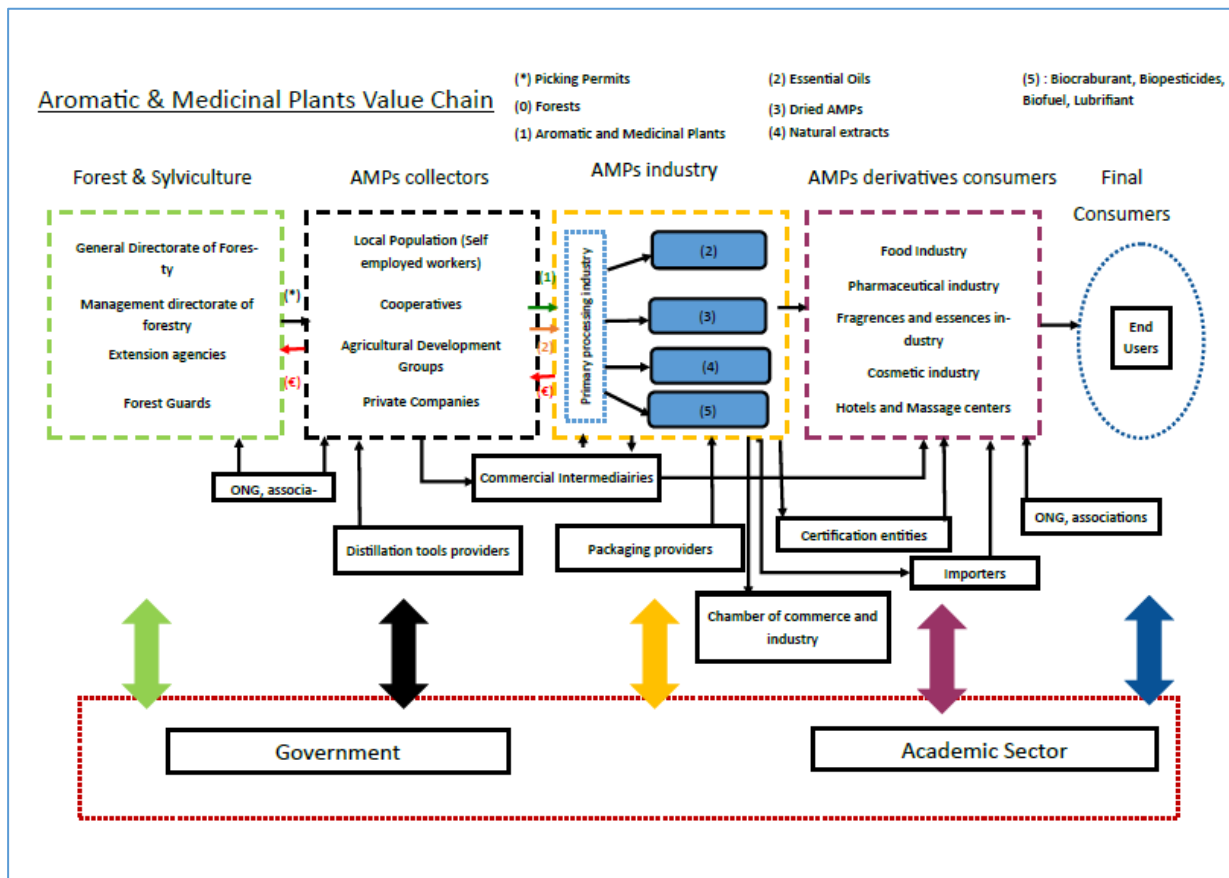 (*) Picking Permits
(2) Essential Oils
(5) : Biocraburant, Biopesticides,
Biofuel, Lubrifiant
Aromatic & Medicinal Plants Value Chain
(0) Forests
(3) Dried AMPs
(1) Aromatic and Medicinal Plants
(4) Natural extracts
Forest & Sylviculture
AMPs collectors
AMPs industry
AMPs derivatives consumers
Final
Consumers
General Directorate of Fores-
ty
Management directorate of
forestry
Extension agencies
Forest Guards
(*)
(€)
Local Population (Self
employed workers)
Cooperatives
Agricultural Development
Groups
Private Companies
(1)
(2)
(€)
Primary processing industry
(2)
(3)
(4)
(5)
Food Industry
Pharmaceutical industry
Fragrences and essences in-
dustry
Cosmetic industry
Hotels and Massage centers
End
Users
ONG, associa-
Commercial Intermediairies
Distillation tools providers
Packaging providers
Certification entities
ONG, associations
Importers
Chamber of commerce and
industry
Government
Academic Sector